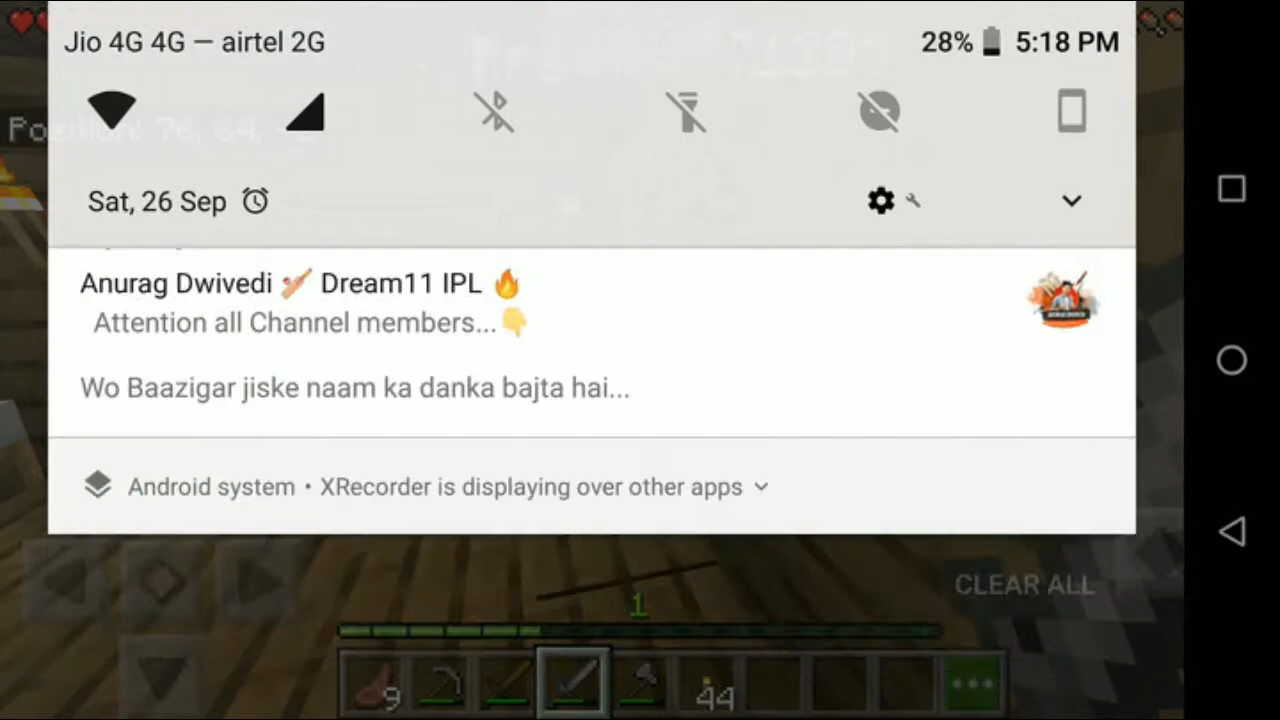 Jio 4G 4G — airtel 2G
28% 5:18 PM
Sat, 26 Sep
Anurag Dwivedi 🏏 Dream11 IPL 🔥
Attention all Channel members...👇
Wo Baazigar jiske naam ka danka bajta hai...
Android system • XRecorder is displaying over other apps
CLEAR ALL
1
9
44